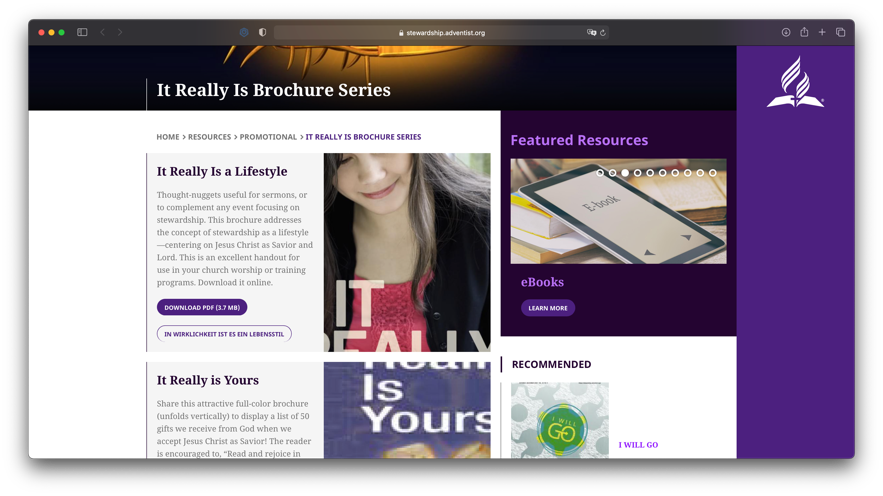 stewardship.adventist.org
It Really Is Brochure Series
HOME > RESOURCES > PROMOTIONAL > IT REALLY IS BROCHURE SERIES
It Really Is a Lifestyle
Thought-nuggets useful for sermons, or
to complement any event focusing on
stewardship. This brochure addresses
the concept of stewardship as a lifestyle
—centering on Jesus Christ as Savior and
Lord. This is an excellent handout for
use in your church worship or training
programs. Download it online.
DOWNLOAD PDF (3.7 MB)
IN WIRKLICHKEIT IST ES EIN LEBENSSTIL
IT
REALLY
It Really is Yours
Share this attractive full-color brochure
(unfolds vertically) to display a list of 50
gifts we receive from God when we
accept Jesus Christ as Savior! The reader
is encouraged to, “Read and rejoice in
Really
Is
Yours
Featured Resources
E-book
eBooks
LEARN MORE
RECOMMENDED
I WILL
GO
I WILL GO